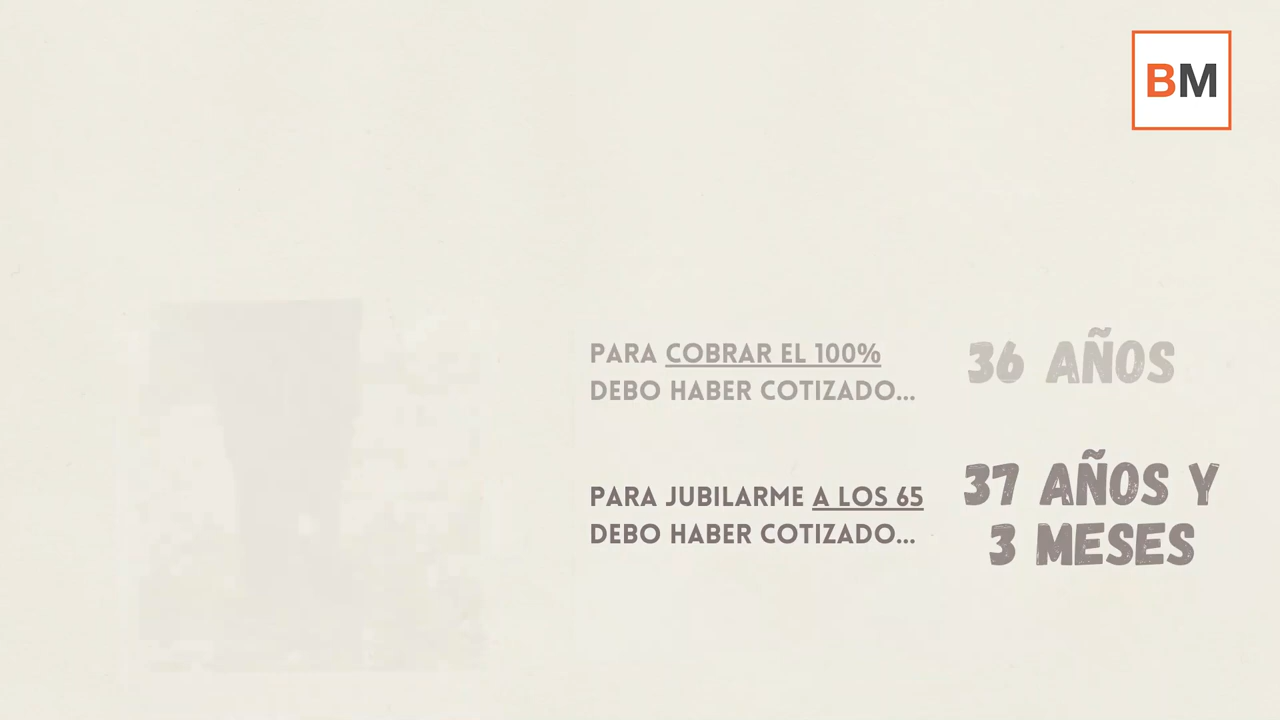 BM
PARA COBRAR EL 100%
DEBO HABER COTIZADO...
36 AÑOS
PARA JUBILARME A LOS 65
DEBO HABER COTIZADO...
37 AÑOS Y
3 MESES